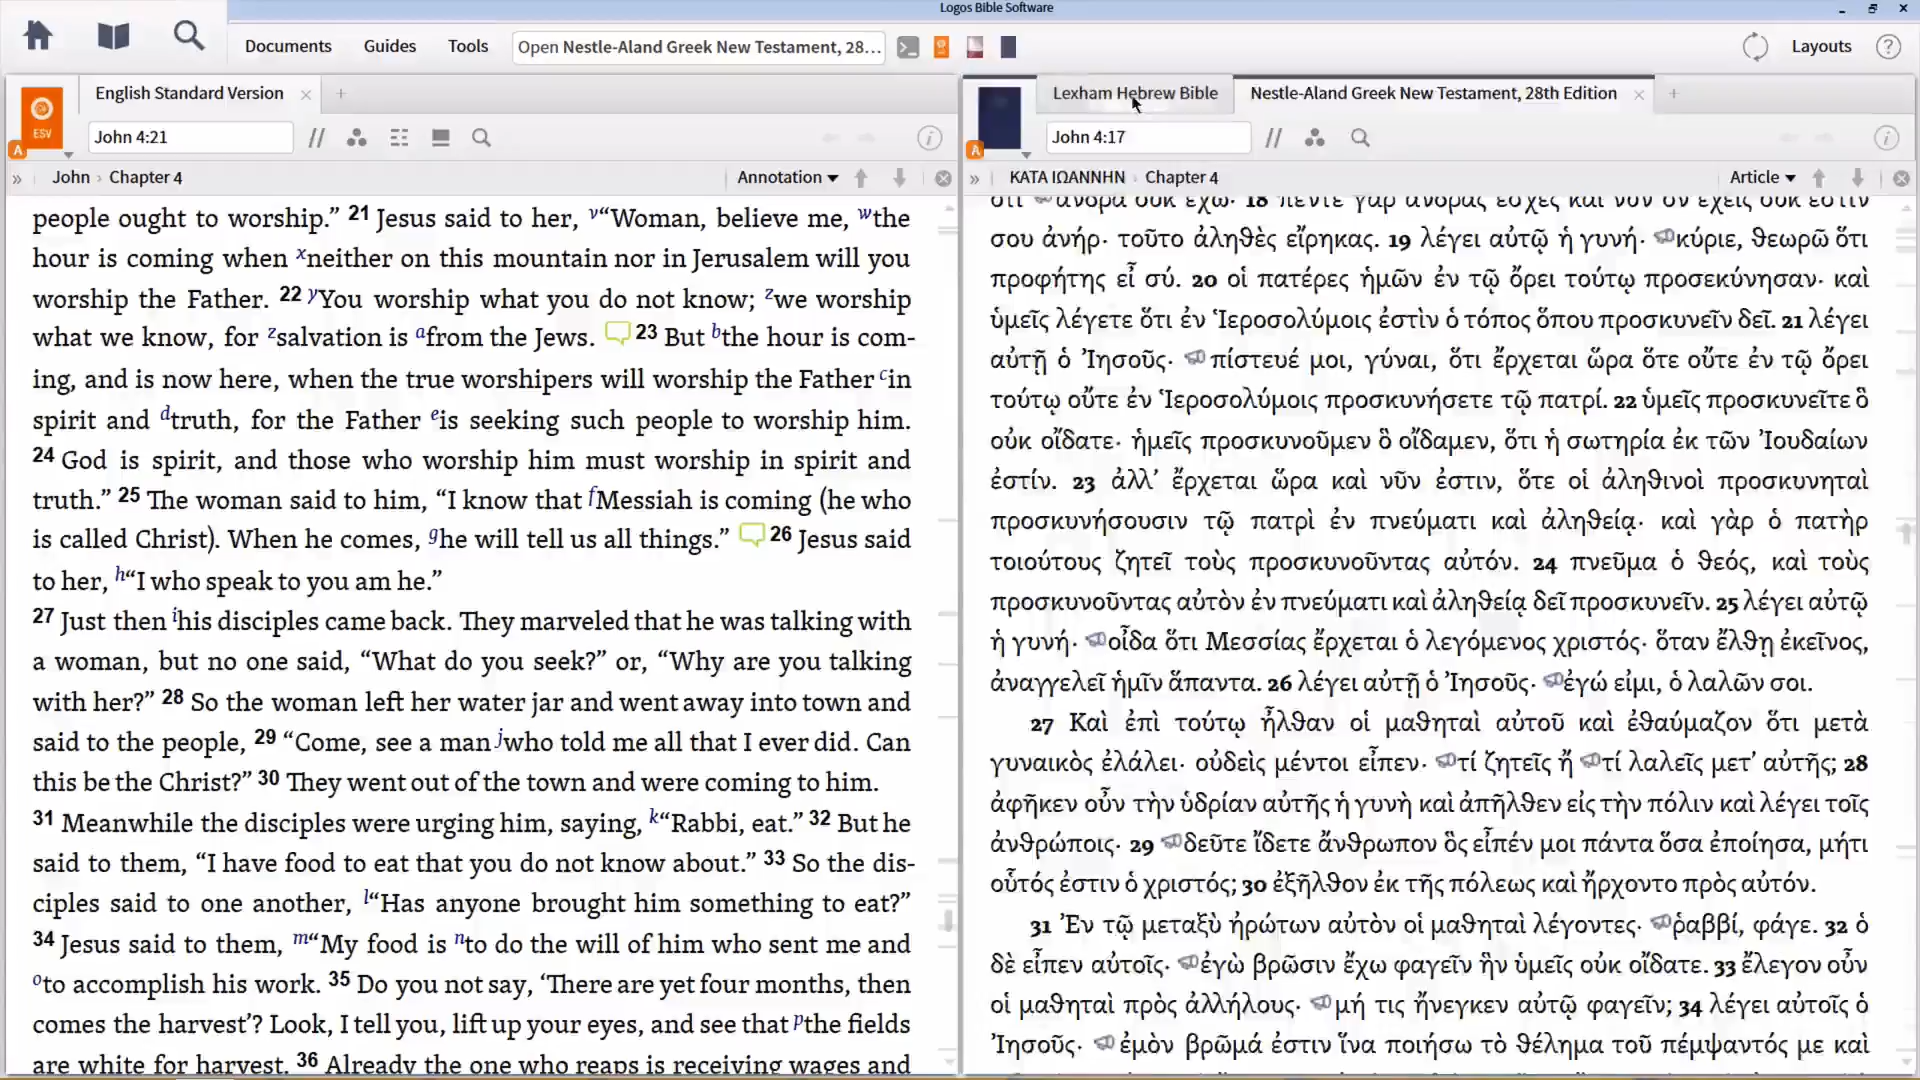 Logos Bible Software
Documents Guides Tools Open Nestle-Aland Greek New Testament, 28... Layouts
English Standard Version
ESV
A
John 4:21
John › Chapter 4 Annotation
people ought to worship.” 21 Jesus said to her, v“Woman, believe me, wthe
hour is coming when xneither on this mountain nor in Jerusalem will you
worship the Father. 22 yYou worship what you do not know; zwe worship
what we know, for zsalvation is afrom the Jews. 23 But bthe hour is com-
ing, and is now here, when the true worshipers will worship the Father cin
spirit and dtruth, for the Father eis seeking such people to worship him.
24 God is spirit, and those who worship him must worship in spirit and
truth.” 25 The woman said to him, “I know that fMessiah is coming (he who
is called Christ). When he comes, ghe will tell us all things.” 26 Jesus said
to her, h“I who speak to you am he.”
27 Just then ihis disciples came back. They marveled that he was talking with
a woman, but no one said, “What do you seek?” or, “Why are you talking
with her?” 28 So the woman left her water jar and went away into town and
said to the people, 29 “Come, see a man jwho told me all that I ever did. Can
this be the Christ?” 30 They went out of the town and were coming to him.
31 Meanwhile the disciples were urging him, saying, k“Rabbi, eat.” 32 But he
said to them, “I have food to eat that you do not know about.” 33 So the dis-
ciples said to one another, l“Has anyone brought him something to eat?”
34 Jesus said to them, m“My food is nto do the will of him who sent me and
oto accomplish his work. 35 Do you not say, ‘There are yet four months, then
comes the harvest’? Look, I tell you, lift up your eyes, and see that pthe fields
are white for harvest. 36 Already the one who reaps is receiving wages and
Lexham Hebrew Bible Nestle-Aland Greek New Testament, 28th Edition
A
John 4:17
ΚΑΤΑ ΙΩΑΝΝΗΝ › Chapter 4 Article
ὅτι ἄνδρα οὐκ ἔχω· 18 πέντε γὰρ ἄνδρας ἔσχες καὶ νῦν ὃν ἔχεις οὐκ ἔστιν
σου ἀνήρ· τοῦτο ἀληθὲς εἴρηκας. 19 λέγει αὐτῷ ἡ γυνή· κύριε, θεωρῶ ὅτι
προφήτης εἶ σύ. 20 οἱ πατέρες ἡμῶν ἐν τῷ ὄρει τούτῳ προσεκύνησαν· καὶ
ὑμεῖς λέγετε ὅτι ἐν Ἱεροσολύμοις ἐστὶν ὁ τόπος ὅπου προσκυνεῖν δεῖ. 21 λέγει
αὐτῇ ὁ Ἰησοῦς· πίστευέ μοι, γύναι, ὅτι ἔρχεται ὥρα ὅτε οὔτε ἐν τῷ ὄρει
τούτῳ οὔτε ἐν Ἱεροσολύμοις προσκυνήσετε τῷ πατρί. 22 ὑμεῖς προσκυνεῖτε ὃ
οὐκ οἴδατε· ἡμεῖς προσκυνοῦμεν ὃ οἴδαμεν, ὅτι ἡ σωτηρία ἐκ τῶν Ἰουδαίων
ἐστίν. 23 ἀλλ’ ἔρχεται ὥρα καὶ νῦν ἐστιν, ὅτε οἱ ἀληθινοὶ προσκυνηταὶ
προσκυνήσουσιν τῷ πατρὶ ἐν πνεύματι καὶ ἀληθείᾳ· καὶ γὰρ ὁ πατὴρ
τοιούτους ζητεῖ τοὺς προσκυνοῦντας αὐτόν. 24 πνεῦμα ὁ θεός, καὶ τοὺς
προσκυνοῦντας αὐτὸν ἐν πνεύματι καὶ ἀληθείᾳ δεῖ προσκυνεῖν. 25 λέγει αὐτῷ
ἡ γυνή· οἶδα ὅτι Μεσσίας ἔρχεται ὁ λεγόμενος χριστός· ὅταν ἔλθῃ ἐκεῖνος,
ἀναγγελεῖ ἡμῖν ἅπαντα. 26 λέγει αὐτῇ ὁ Ἰησοῦς· ἐγώ εἰμι, ὁ λαλῶν σοι.
27 Καὶ ἐπὶ τούτῳ ἦλθαν οἱ μαθηταὶ αὐτοῦ καὶ ἐθαύμαζον ὅτι μετὰ
γυναικὸς ἐλάλει· οὐδεὶς μέντοι εἶπεν· τί ζητεῖς ἢ τί λαλεῖς μετ’ αὐτῆς; 28
ἀφῆκεν οὖν τὴν ὑδρίαν αὐτῆς ἡ γυνὴ καὶ ἀπῆλθεν εἰς τὴν πόλιν καὶ λέγει τοῖς
ἀνθρώποις· 29 δεῦτε ἴδετε ἄνθρωπον ὃς εἶπέν μοι πάντα ὅσα ἐποίησα, μήτι
οὗτός ἐστιν ὁ χριστός; 30 ἐξῆλθον ἐκ τῆς πόλεως καὶ ἤρχοντο πρὸς αὐτόν.
31 Ἐν τῷ μεταξὺ ἠρώτων αὐτὸν οἱ μαθηταὶ λέγοντες· ῥαββί, φάγε. 32 ὁ
δὲ εἶπεν αὐτοῖς· ἐγὼ βρῶσιν ἔχω φαγεῖν ἣν ὑμεῖς οὐκ οἴδατε. 33 ἔλεγον οὖν
οἱ μαθηταὶ πρὸς ἀλλήλους· μή τις ἤνεγκεν αὐτῷ φαγεῖν; 34 λέγει αὐτοῖς ὁ
Ἰησοῦς· ἐμὸν βρῶμά ἐστιν ἵνα ποιήσω τὸ θέλημα τοῦ πέμψαντός με καὶ